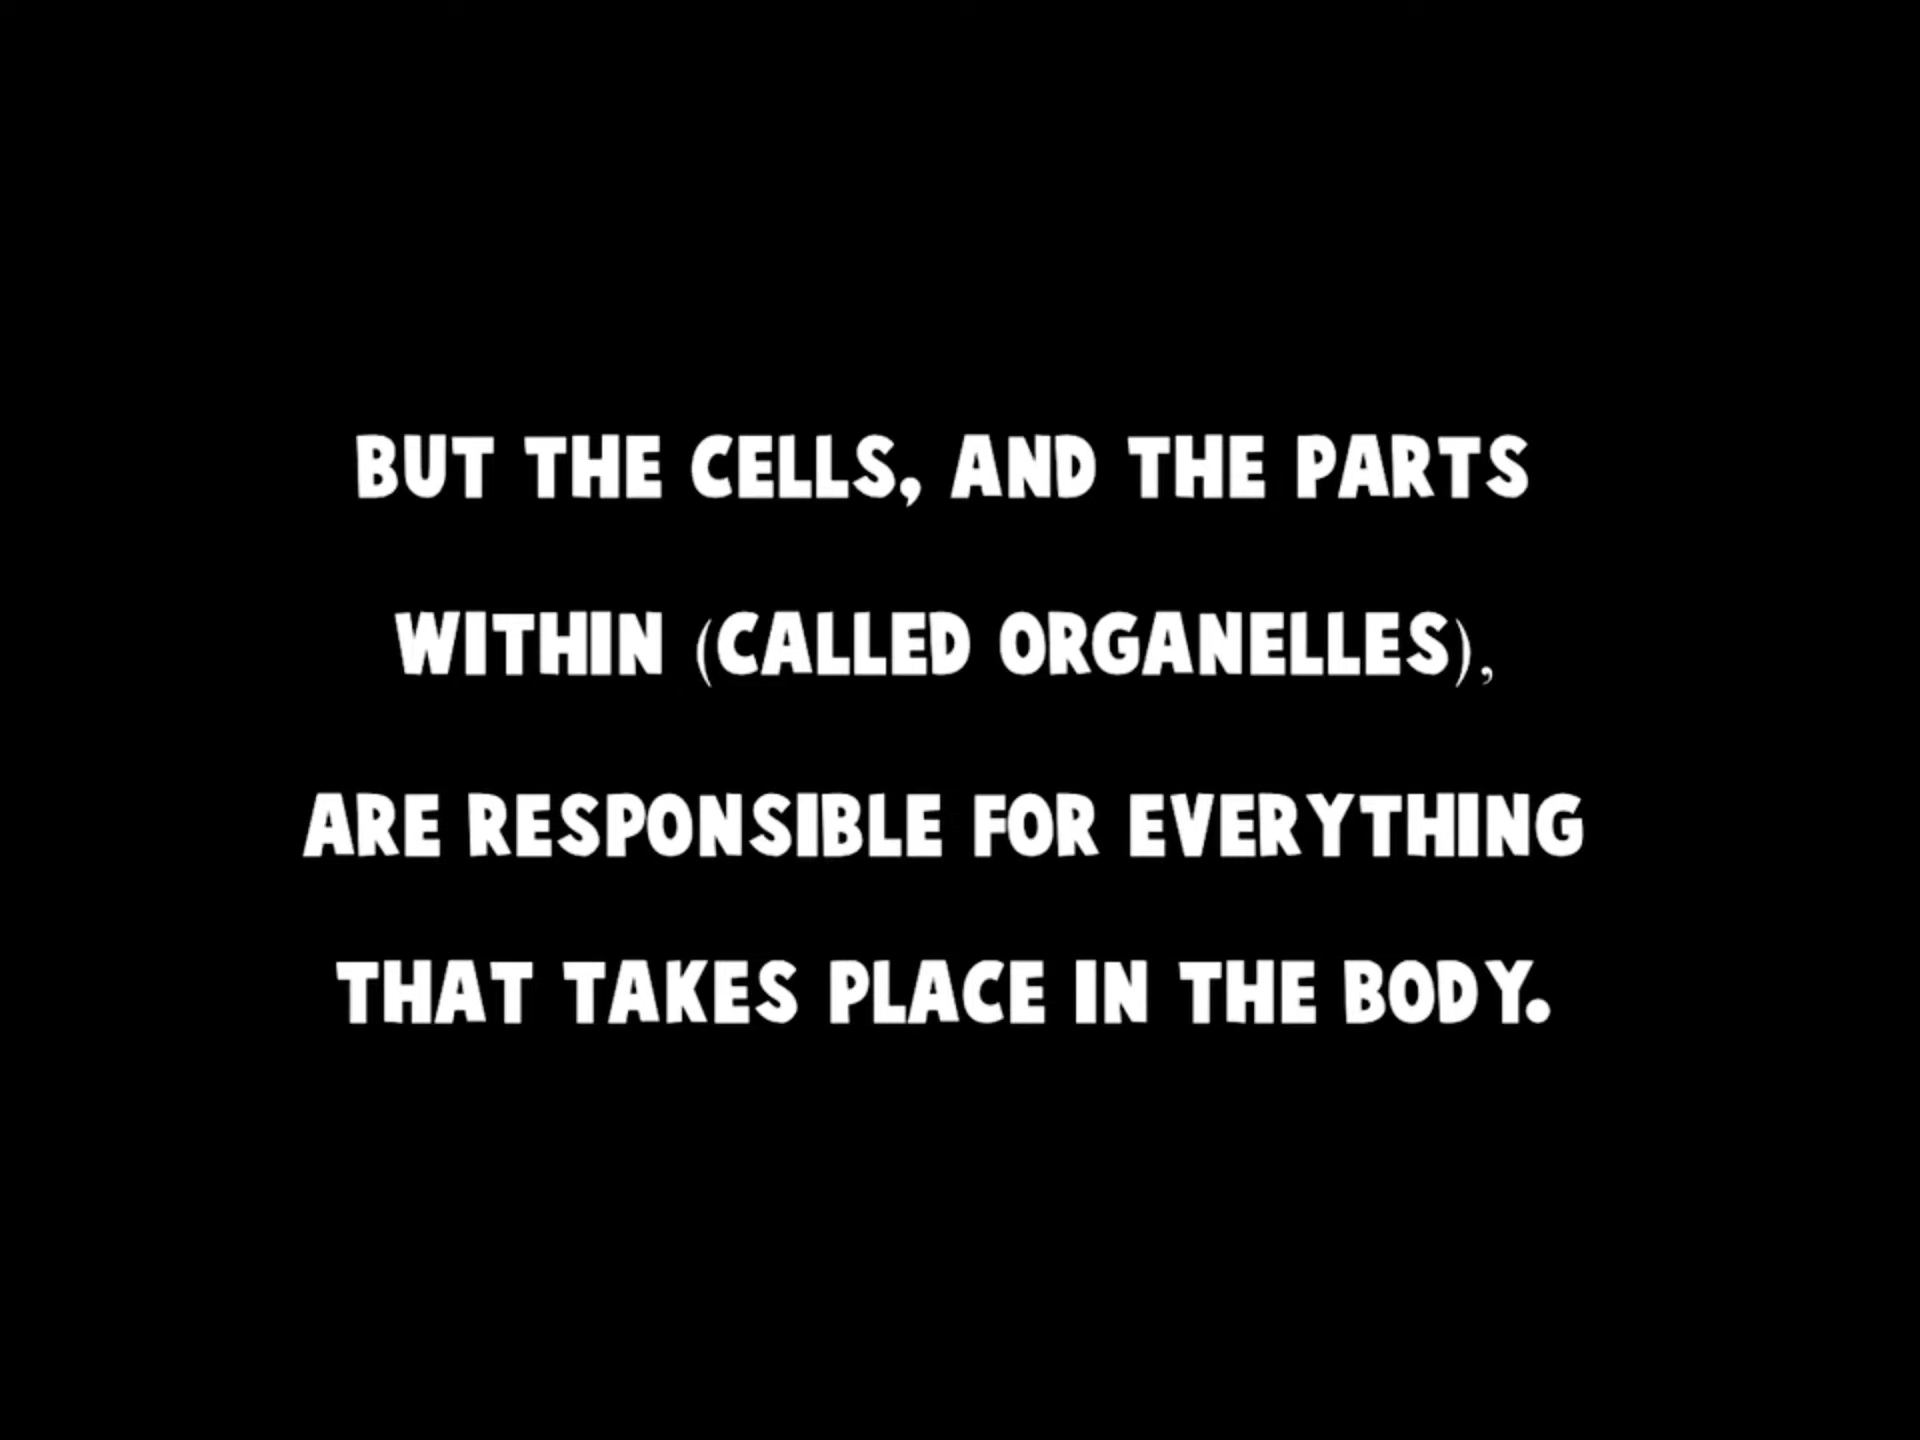 BUT THE CELLS, AND THE PARTS
WITHIN (CALLED ORGANELLES),
ARE RESPONSIBLE FOR EVERYTHING
THAT TAKES PLACE IN THE BODY.